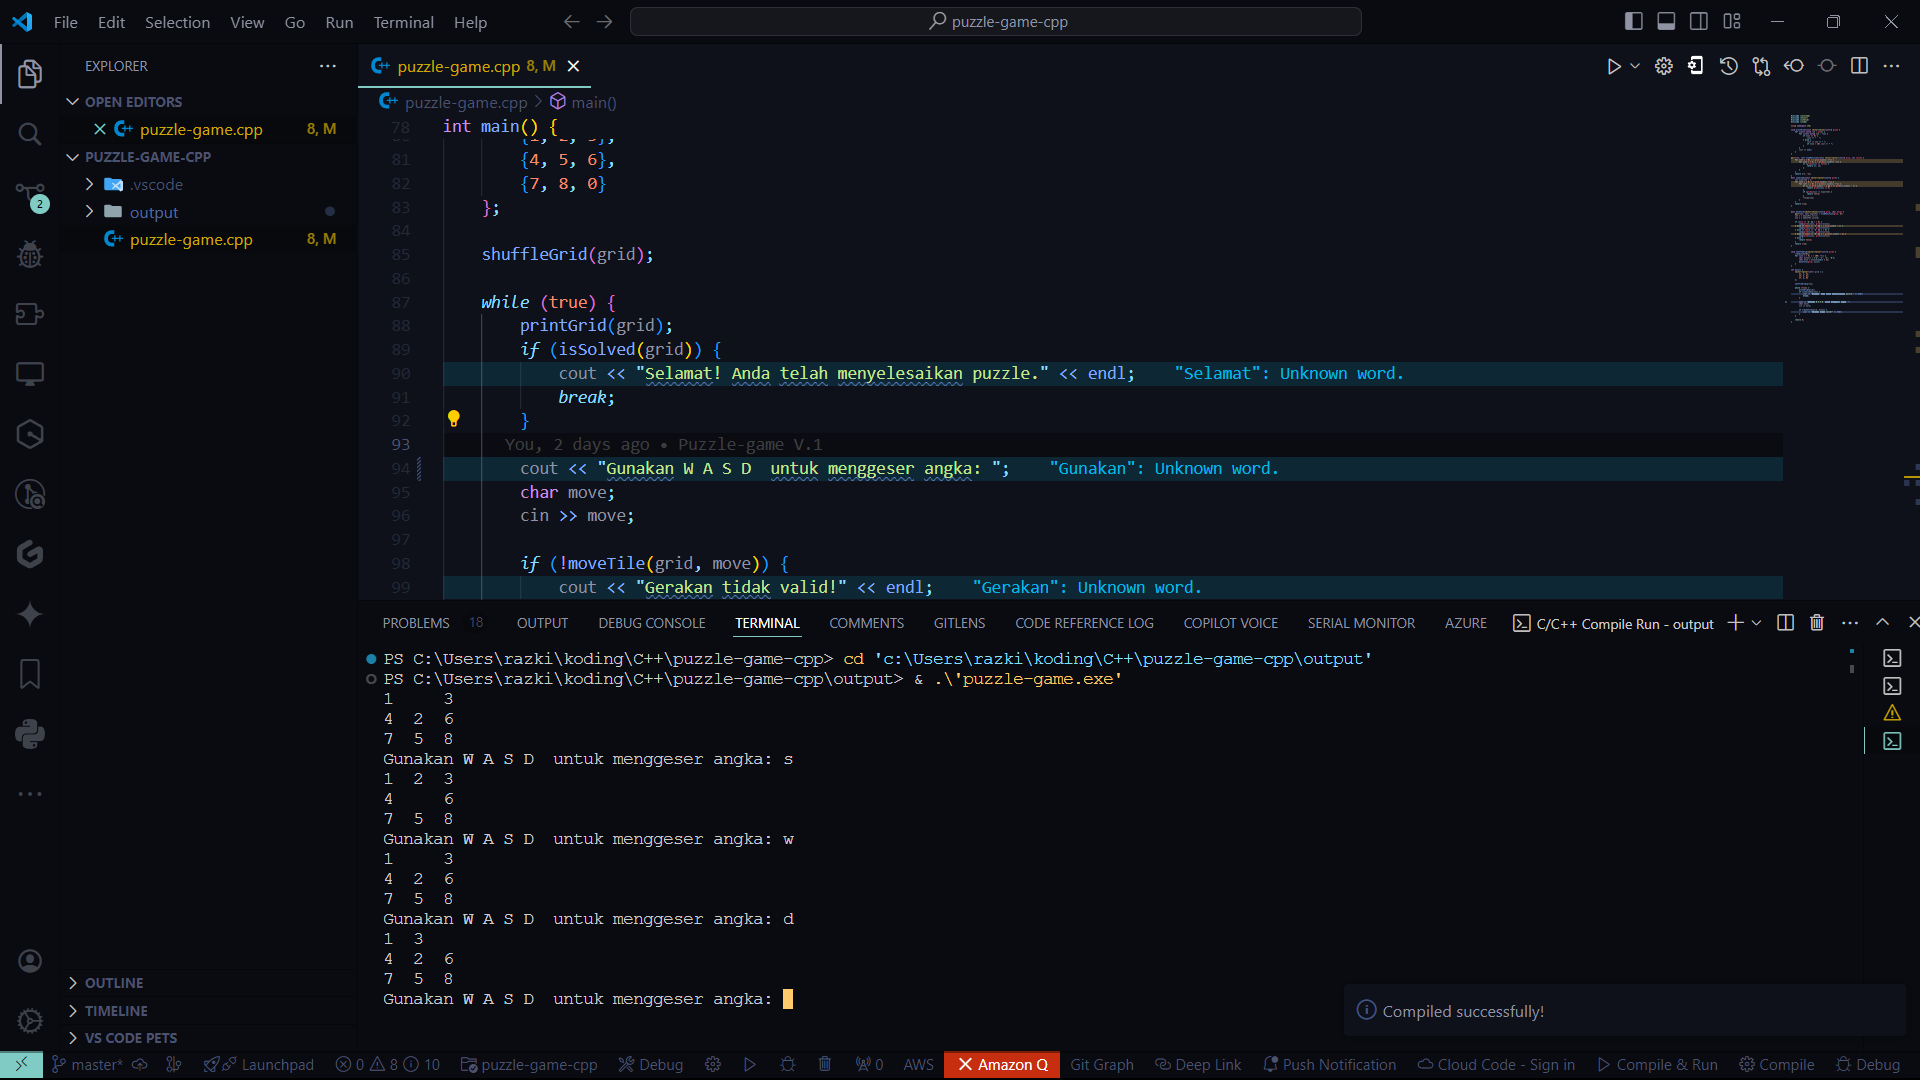 File Edit Selection View Go Run Terminal Help
puzzle-game-cpp
EXPLORER
OPEN EDITORS
puzzle-game.cpp 8, M
PUZZLE-GAME-CPP
.vscode
output
puzzle-game.cpp 8, M
2
OUTLINE
TIMELINE
VS CODE PETS
puzzle-game.cpp 8, M
puzzle-game.cpp > main()
78 int main() {
81 {4, 5, 6},
82 {7, 8, 0}
83 };
84
85 shuffleGrid(grid);
86
87 while (true) {
88 printGrid(grid);
89 if (isSolved(grid)) {
90 cout << "Selamat! Anda telah menyelesaikan puzzle." << endl; "Selamat": Unknown word.
91 break;
92 }
93 You, 2 days ago • Puzzle-game V.1
94 cout << "Gunakan W A S D  untuk menggeser angka: "; "Gunakan": Unknown word.
95 char move;
96 cin >> move;
97
98 if (!moveTile(grid, move)) {
99 cout << "Gerakan tidak valid!" << endl; "Gerakan": Unknown word.
PROBLEMS 18 OUTPUT DEBUG CONSOLE TERMINAL COMMENTS GITLENS CODE REFERENCE LOG COPILOT VOICE SERIAL MONITOR AZURE C/C++ Compile Run - output
PS C:\Users\razki\koding\C++\puzzle-game-cpp> cd 'c:\Users\razki\koding\C++\puzzle-game-cpp\output'
PS C:\Users\razki\koding\C++\puzzle-game-cpp\output> & .\'puzzle-game.exe'
1     3
4  2  6
7  5  8
Gunakan W A S D  untuk menggeser angka: s
1  2  3
4     6
7  5  8
Gunakan W A S D  untuk menggeser angka: w
1     3
4  2  6
7  5  8
Gunakan W A S D  untuk menggeser angka: d
1  3
4  2  6
7  5  8
Gunakan W A S D  untuk menggeser angka:
Compiled successfully!
master* Launchpad 0 8 10 puzzle-game-cpp Debug 0 AWS Amazon Q Git Graph Deep Link Push Notification Cloud Code - Sign in Compile & Run Compile Debug